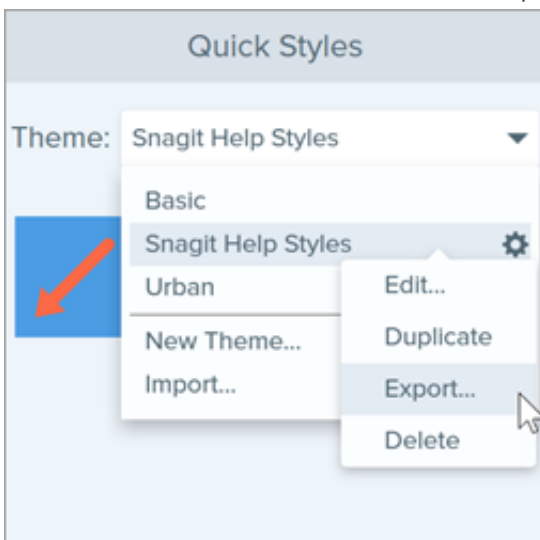 Quick Styles
Theme: Snagit Help Styles
Basic
Snagit Help Styles
Urban
New Theme...
Import...
Edit...
Duplicate
Export...
Delete